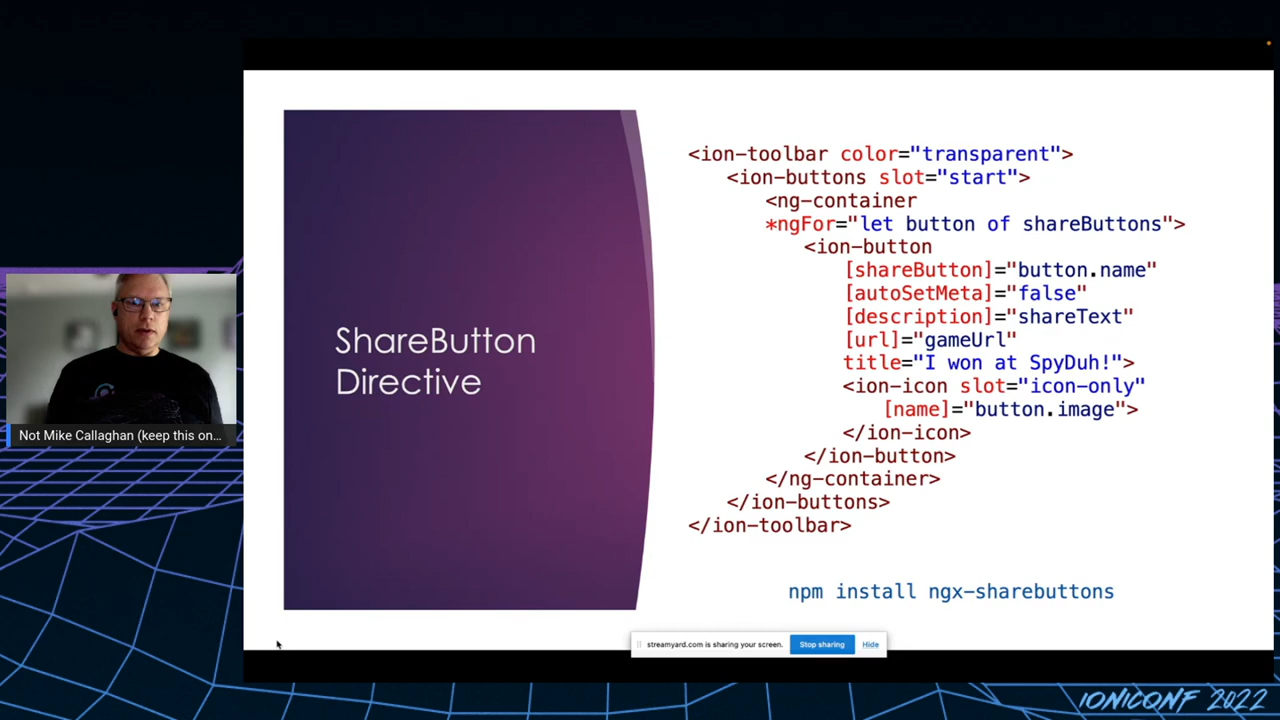 ShareButton
Directive
<ion-toolbar color="transparent">
<ion-buttons slot="start">
<ng-container
*ngFor="let button of shareButtons">
<ion-button
[shareButton]="button.name"
[autoSetMeta]="false"
[description]="shareText"
[url]="gameUrl"
title="I won at SpyDuh!">
<ion-icon slot="icon-only"
[name]="button.image">
</ion-icon>
</ion-button>
</ng-container>
</ion-buttons>
</ion-toolbar>
npm install ngx-sharebuttons
Not Mike Callaghan (keep this on...
streamyard.com is sharing your screen.
Stop sharing
Hide
IONICONF 2022